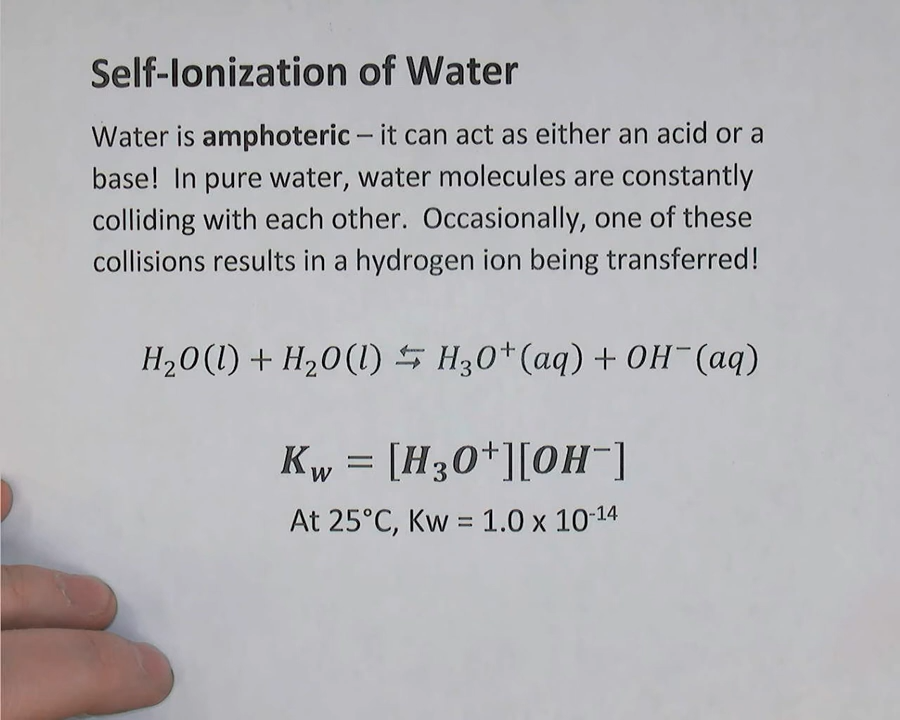 Self-Ionization of Water
Water is amphoteric – it can act as either an acid or a
base! In pure water, water molecules are constantly
colliding with each other. Occasionally, one of these
collisions results in a hydrogen ion being transferred!
H₂O(l) + H₂O(l) ⇆ H₃O⁺(aq) + OH⁻(aq)
K_w = [H₃O⁺][OH⁻]
At 25°C, Kw = 1.0 x 10⁻¹⁴